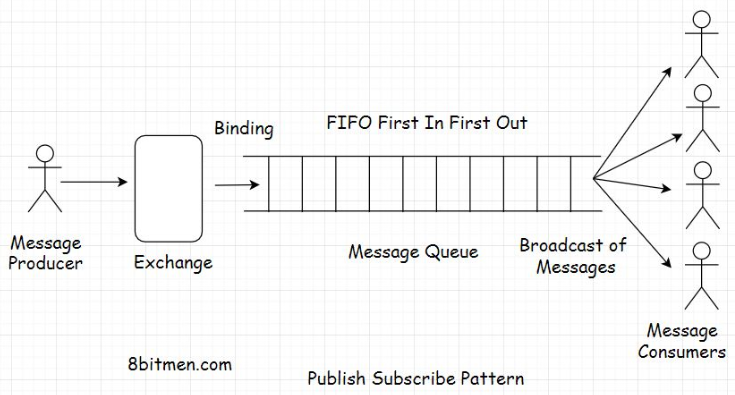 Binding
FIFO First In First Out
Message
Producer
Exchange
Message Queue
Broadcast of
Messages
Message
Consumers
8bitmen.com
Publish Subscribe Pattern